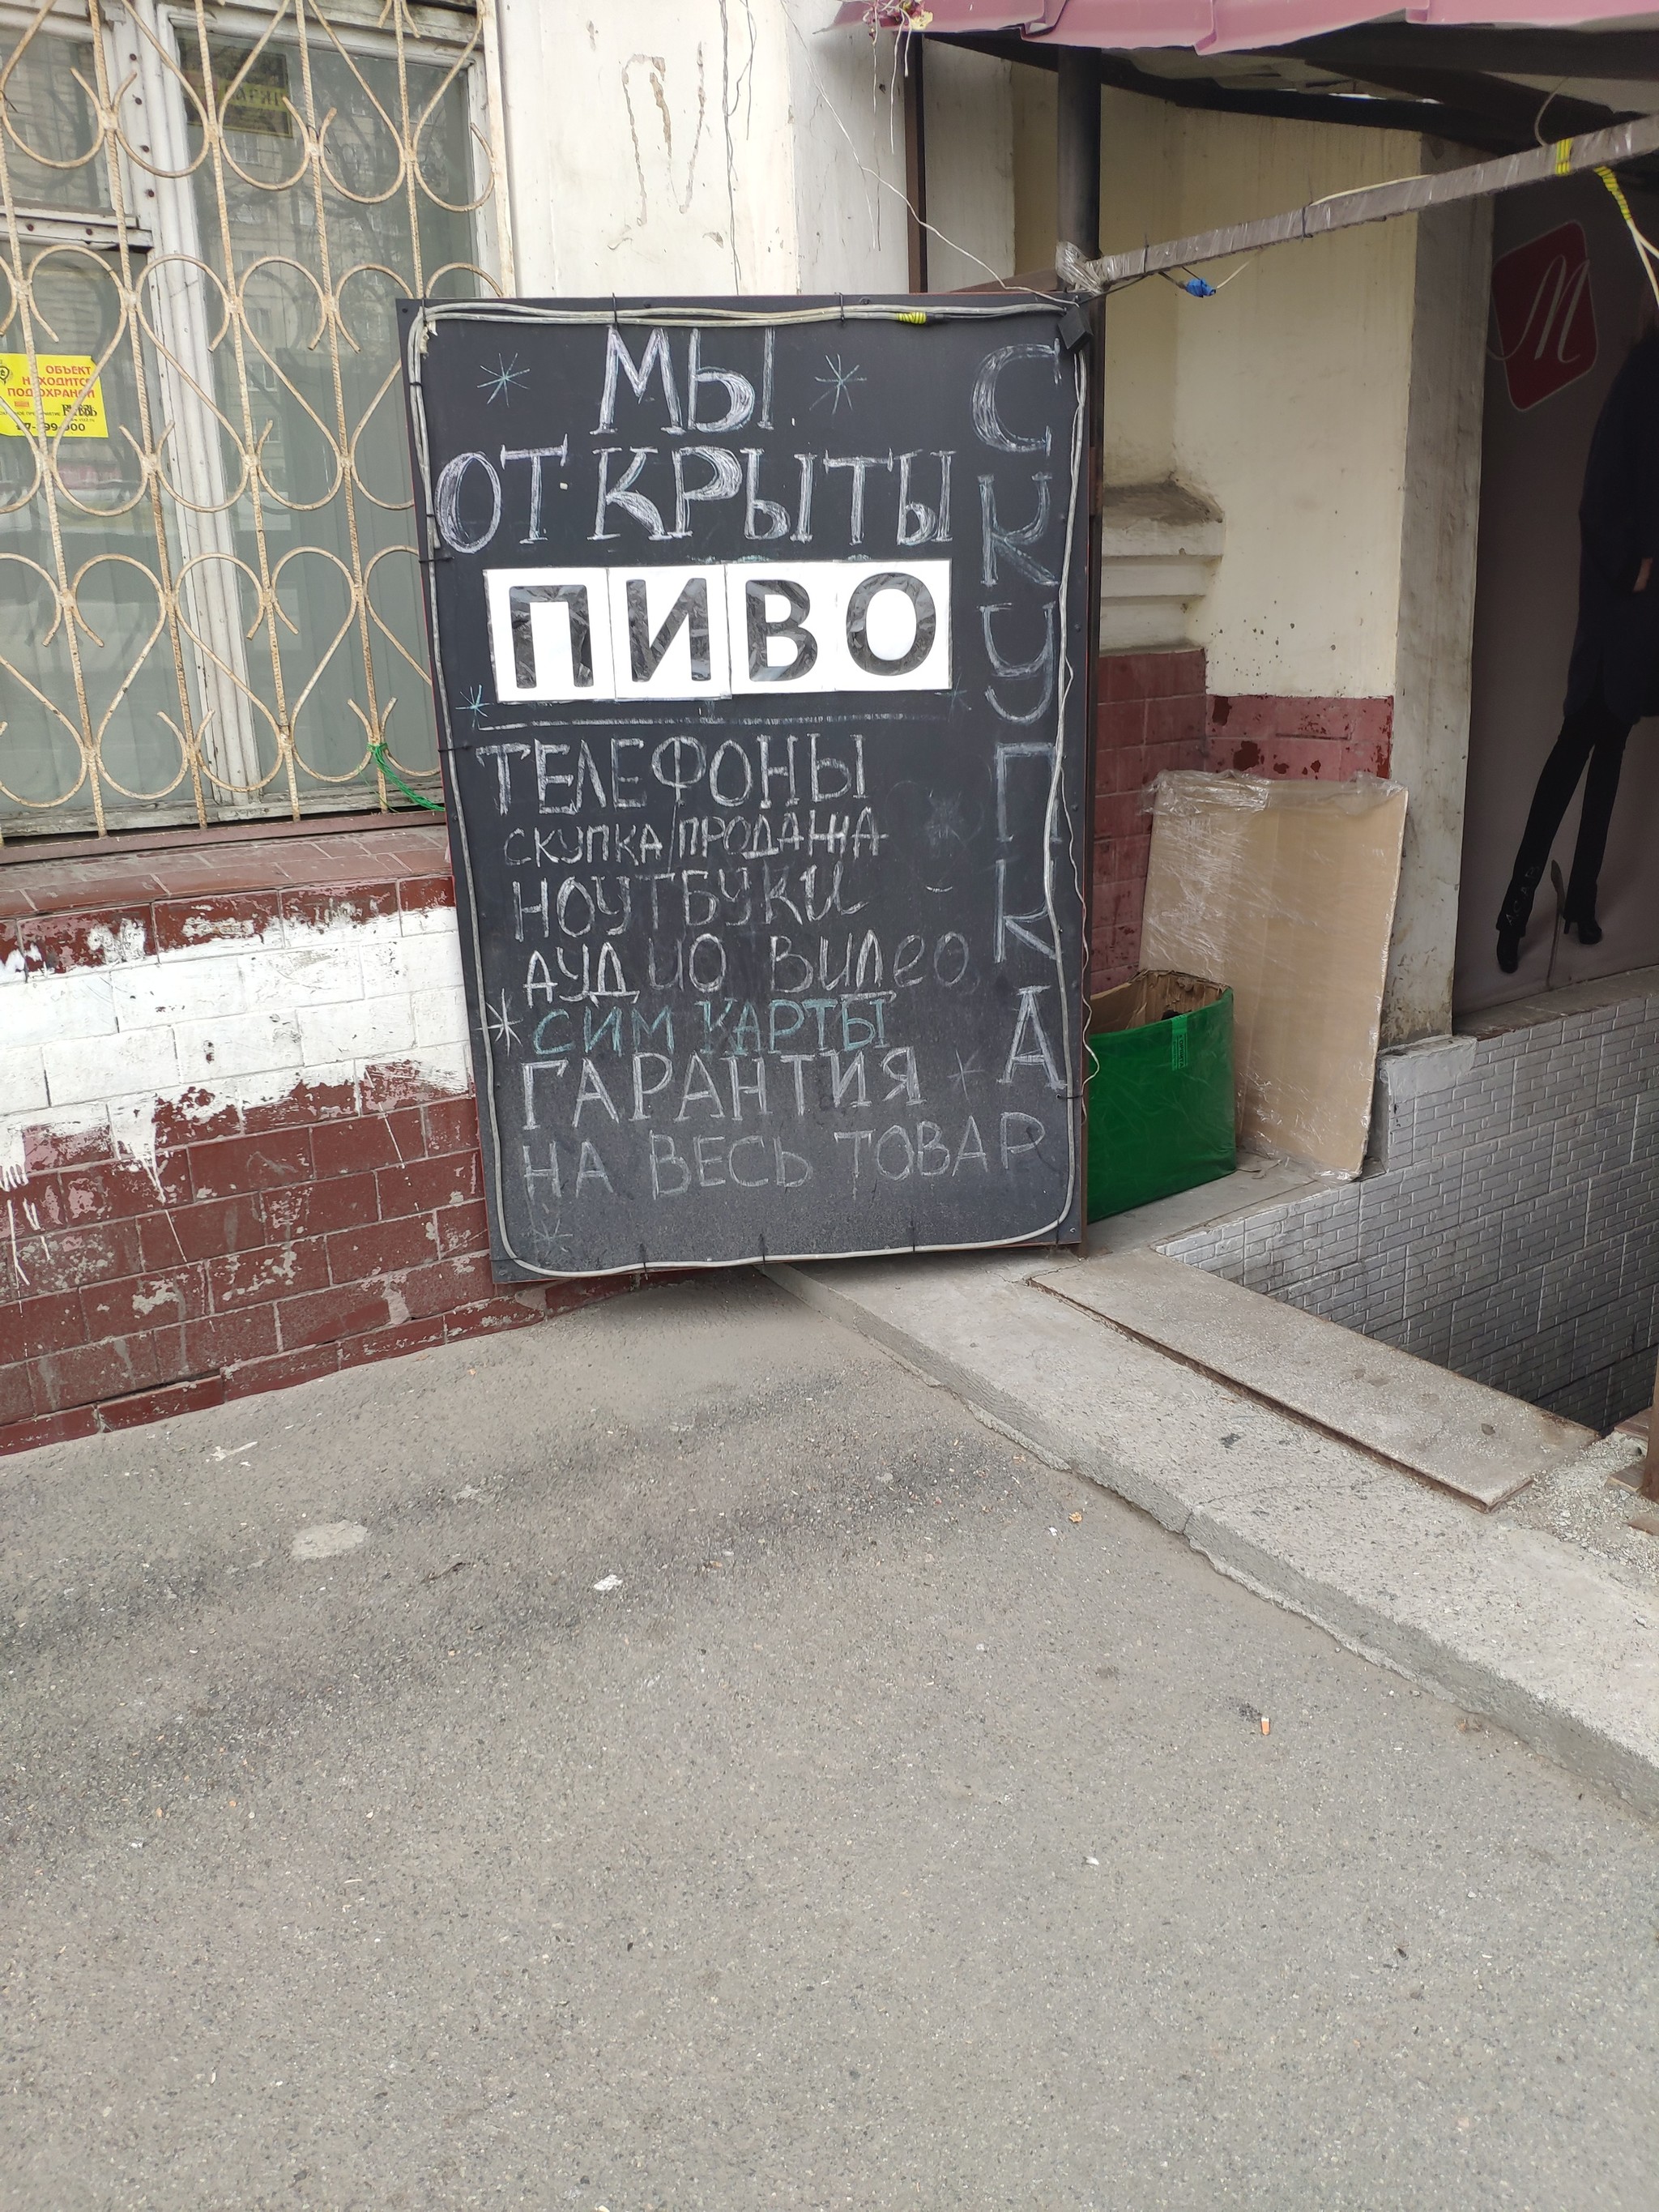 МЫ
ОТКРЫТЫ
ПИВО
ТЕЛЕФОНЫ
СКУПКА/ПРОДАЖА
НОУТБУКИ
АУДИО ВИДЕО
СИМ КАРТЫ
ГАРАНТИЯ
НА ВЕСЬ ТОВАР
СКУПКА
ОБЪЕКТ
НАХОДИТСЯ
ПОД ОХРАНОЙ
M